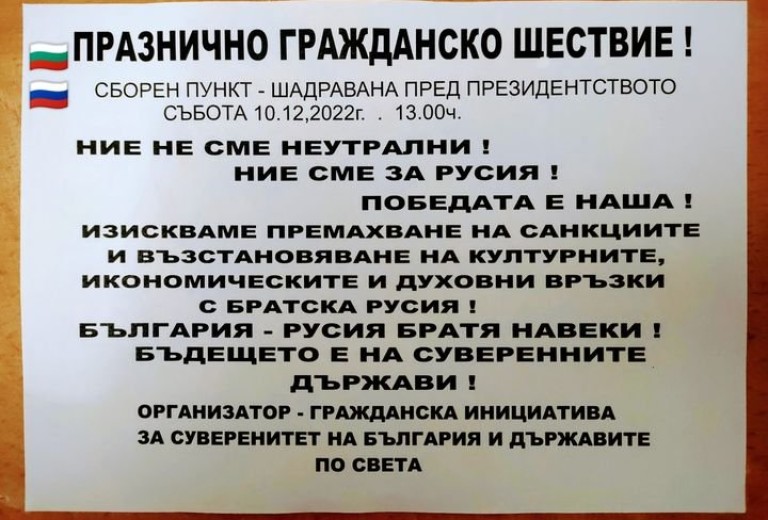 ПРАЗНИЧНО ГРАЖДАНСКО ШЕСТВИЕ !
СБОРЕН ПУНКТ - ШАДРАВАНА ПРЕД ПРЕЗИДЕНТСТВОТО
СЪБОТА 10.12,2022г. . 13.00ч.
НИЕ НЕ СМЕ НЕУТРАЛНИ !
НИЕ СМЕ ЗА РУСИЯ !
ПОБЕДАТА Е НАША !
ИЗИСКВАМЕ ПРЕМАХВАНЕ НА САНКЦИИТЕ
И ВЪЗСТАНОВЯВАНЕ НА КУЛТУРНИТЕ,
ИКОНОМИЧЕСКИТЕ И ДУХОВНИ ВРЪЗКИ
С БРАТСКА РУСИЯ !
БЪЛГАРИЯ - РУСИЯ БРАТЯ НАВЕКИ !
БЪДЕЩЕТО Е НА СУВЕРЕННИТЕ
ДЪРЖАВИ !
ОРГАНИЗАТОР - ГРАЖДАНСКА ИНИЦИАТИВА
ЗА СУВЕРЕНИТЕТ НА БЪЛГАРИЯ И ДЪРЖАВИТЕ
ПО СВЕТА